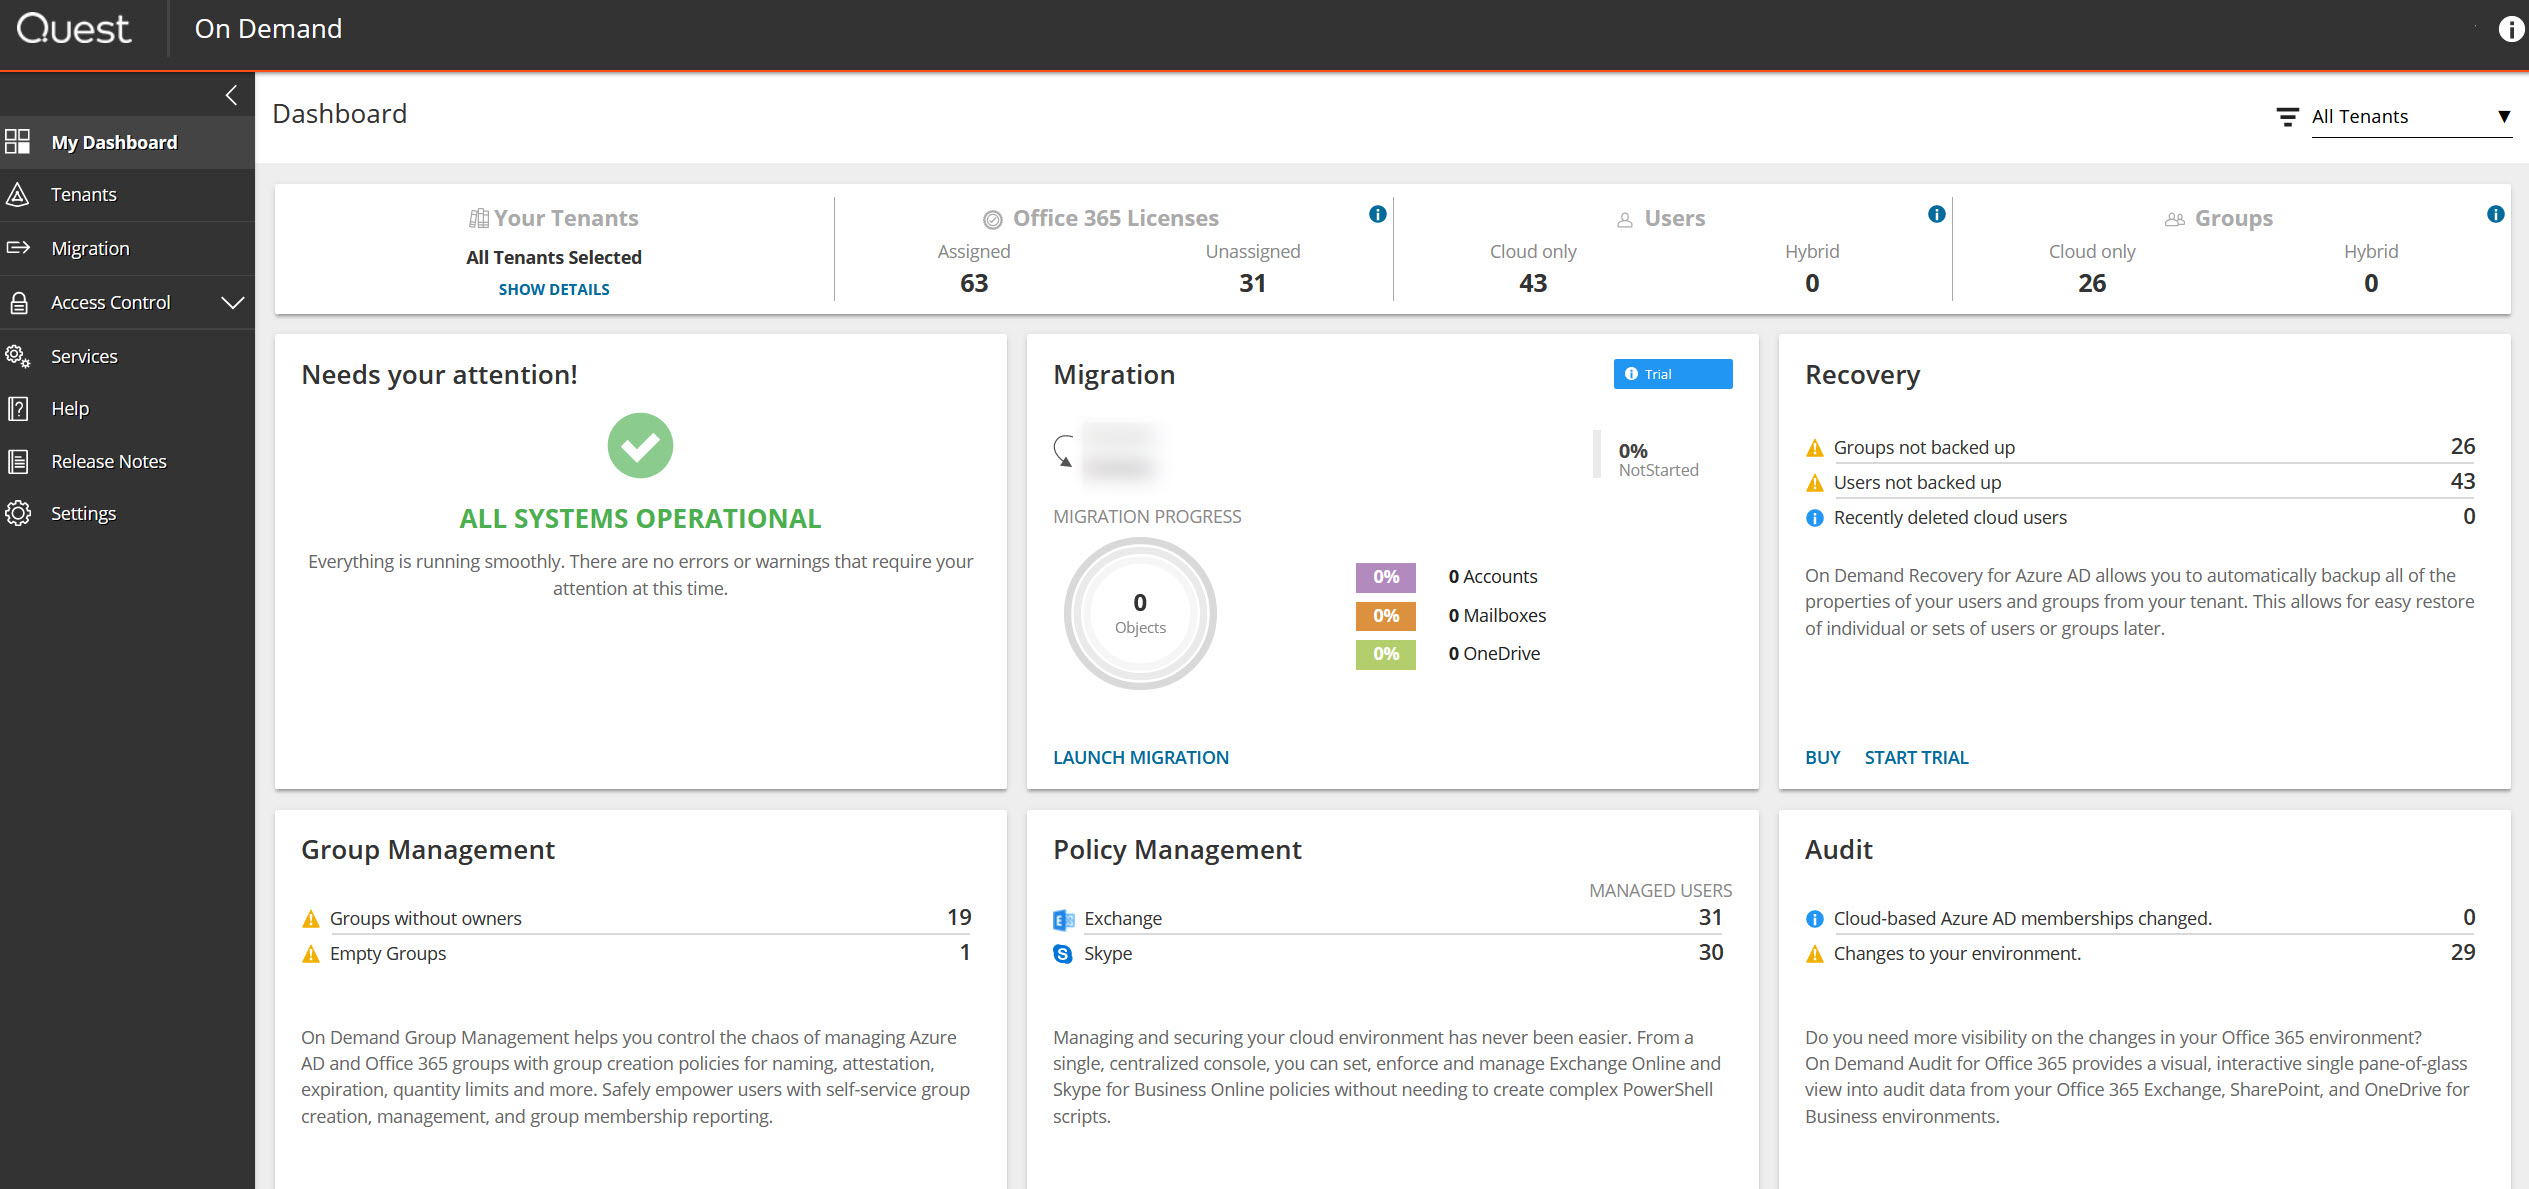 Quest
On Demand
Dashboard
All Tenants
My Dashboard
Tenants
Migration
Access Control
Services
Help
Release Notes
Settings
Your Tenants
All Tenants Selected
SHOW DETAILS
Office 365 Licenses
Assigned Unassigned
63 31
Users
Cloud only Hybrid
43 0
Groups
Cloud only Hybrid
26 0
Needs your attention!
ALL SYSTEMS OPERATIONAL
Everything is running smoothly. There are no errors or warnings that require your
attention at this time.
Migration
Trial
0%
NotStarted
MIGRATION PROGRESS
0
Objects
0% 0 Accounts
0% 0 Mailboxes
0% 0 OneDrive
LAUNCH MIGRATION
Recovery
Groups not backed up 26
Users not backed up 43
Recently deleted cloud users 0
On Demand Recovery for Azure AD allows you to automatically backup all of the
properties of your users and groups from your tenant. This allows for easy restore
of individual or sets of users or groups later.
BUY START TRIAL
Group Management
Groups without owners 19
Empty Groups 1
On Demand Group Management helps you control the chaos of managing Azure
AD and Office 365 groups with group creation policies for naming, attestation,
expiration, quantity limits and more. Safely empower users with self-service group
creation, management, and group membership reporting.
Policy Management
MANAGED USERS
Exchange 31
Skype 30
Managing and securing your cloud environment has never been easier. From a
single, centralized console, you can set, enforce and manage Exchange Online and
Skype for Business Online policies without needing to create complex PowerShell
scripts.
Audit
Cloud-based Azure AD memberships changed. 0
Changes to your environment. 29
Do you need more visibility on the changes in your Office 365 environment?
On Demand Audit for Office 365 provides a visual, interactive single pane-of-glass
view into audit data from your Office 365 Exchange, SharePoint, and OneDrive for
Business environments.